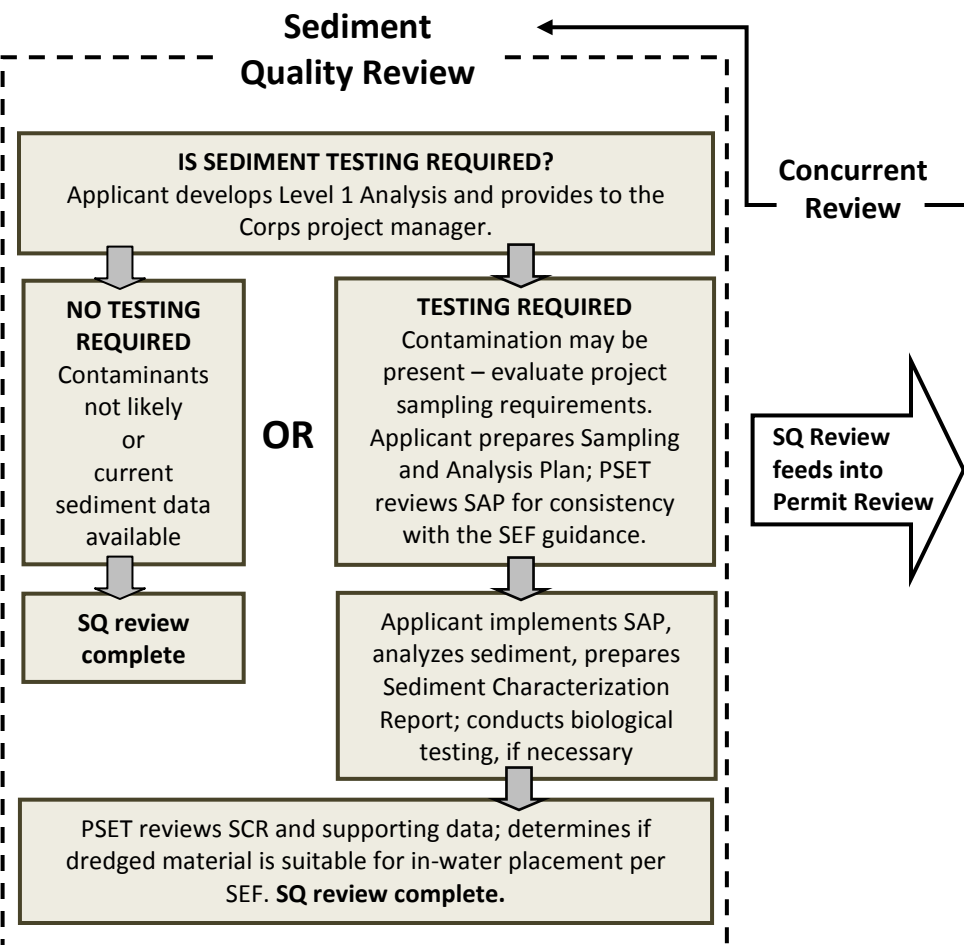 Sediment
Quality Review
IS SEDIMENT TESTING REQUIRED?
Applicant develops Level 1 Analysis and provides to the
Corps project manager.
NO TESTING
REQUIRED
Contaminants
not likely
or
current
sediment data
available
SQ review
complete
OR
TESTING REQUIRED
Contamination may be
present – evaluate project
sampling requirements.
Applicant prepares Sampling
and Analysis Plan; PSET
reviews SAP for consistency
with the SEF guidance.
Applicant implements SAP,
analyzes sediment, prepares
Sediment Characterization
Report; conducts biological
testing, if necessary
PSET reviews SCR and supporting data; determines if
dredged material is suitable for in-water placement per
SEF. SQ review complete.
Concurrent
Review
SQ Review
feeds into
Permit Review